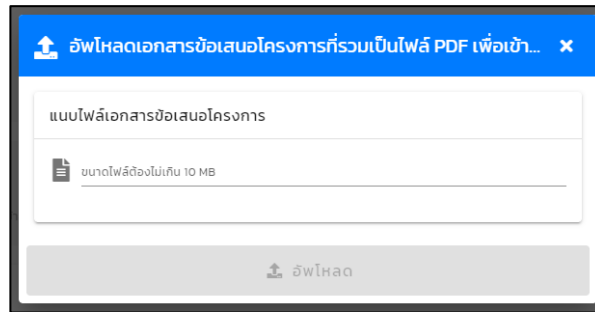 อัพโหลดเอกสารข้อเสนอโครงการที่รวมเป็นไฟล์ PDF เพื่อเข้า...
แนบไฟล์เอกสารข้อเสนอโครงการ
ขนาดไฟล์ต้องไม่เกิน 10 MB
อัพโหลด